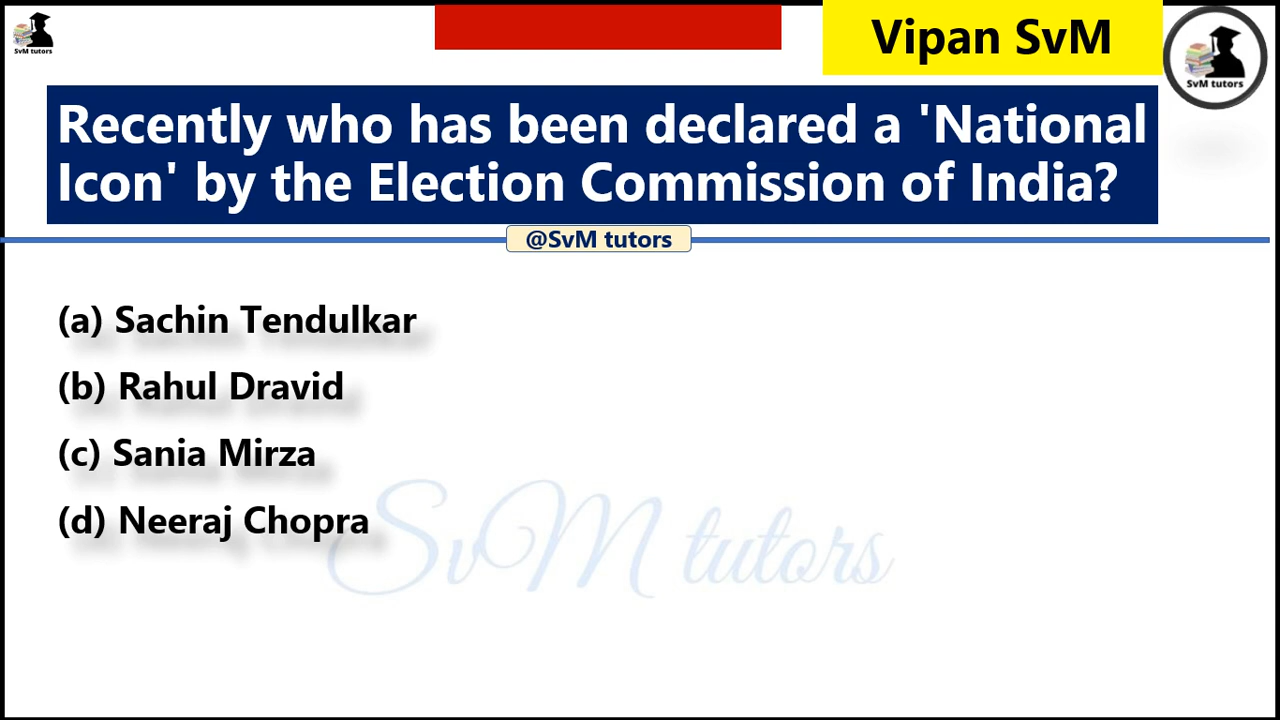 SvM tutors
Vipan SvM
SvM tutors
Recently who has been declared a 'National
Icon' by the Election Commission of India?
@SvM tutors
(a) Sachin Tendulkar
(b) Rahul Dravid
(c) Sania Mirza
(d) Neeraj Chopra
SvM tutors